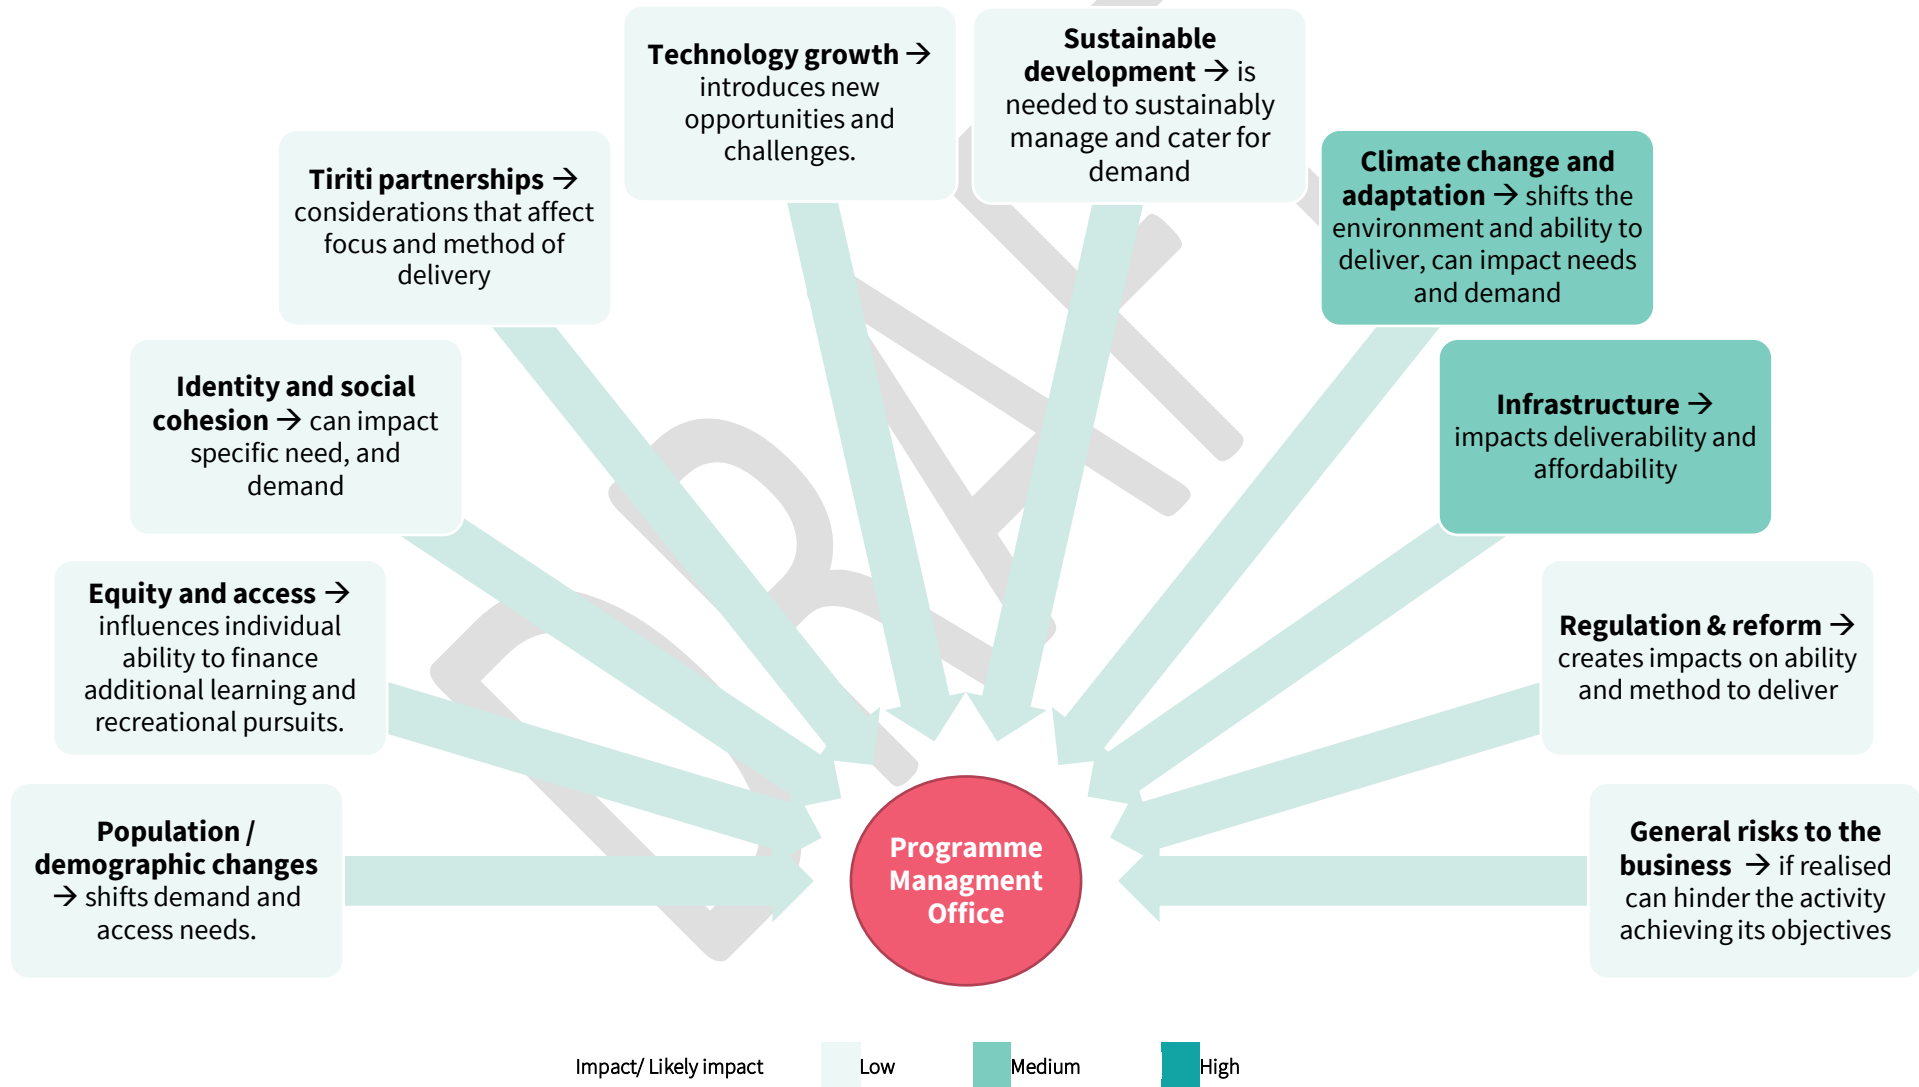 Technology growth →
introduces new
opportunities and
challenges.
Sustainable
development → is
needed to sustainably
manage and cater for
demand
Tiriti partnerships →
considerations that affect
focus and method of
delivery
Climate change and
adaptation → shifts the
environment and ability to
deliver, can impact needs
and demand
Identity and social
cohesion → can impact
specific need, and
demand
Infrastructure →
impacts deliverability and
affordability
Equity and access →
influences individual
ability to finance
additional learning and
recreational pursuits.
Regulation & reform →
creates impacts on ability
and method to deliver
Population /
demographic changes
→ shifts demand and
access needs.
General risks to the
business → if realised
can hinder the activity
achieving its objectives
Programme
Managment
Office
DRAFT
Impact/ Likely impact
Low
Medium
High